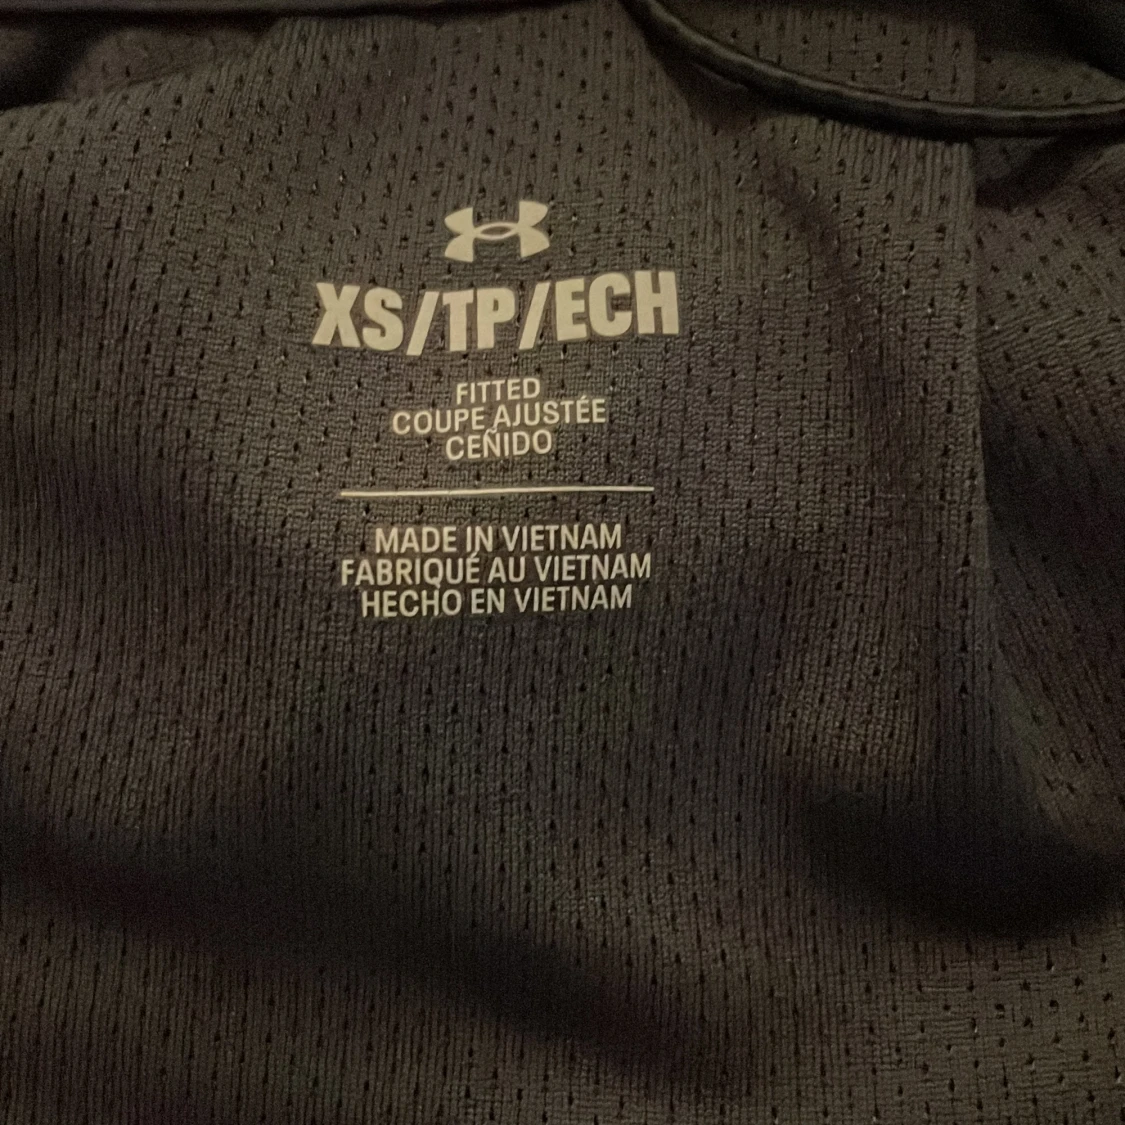 XS/TP/ECH
FITTED
COUPE AJUSTÉE
CEÑIDO
MADE IN VIETNAM
FABRIQUÉ AU VIETNAM
HECHO EN VIETNAM